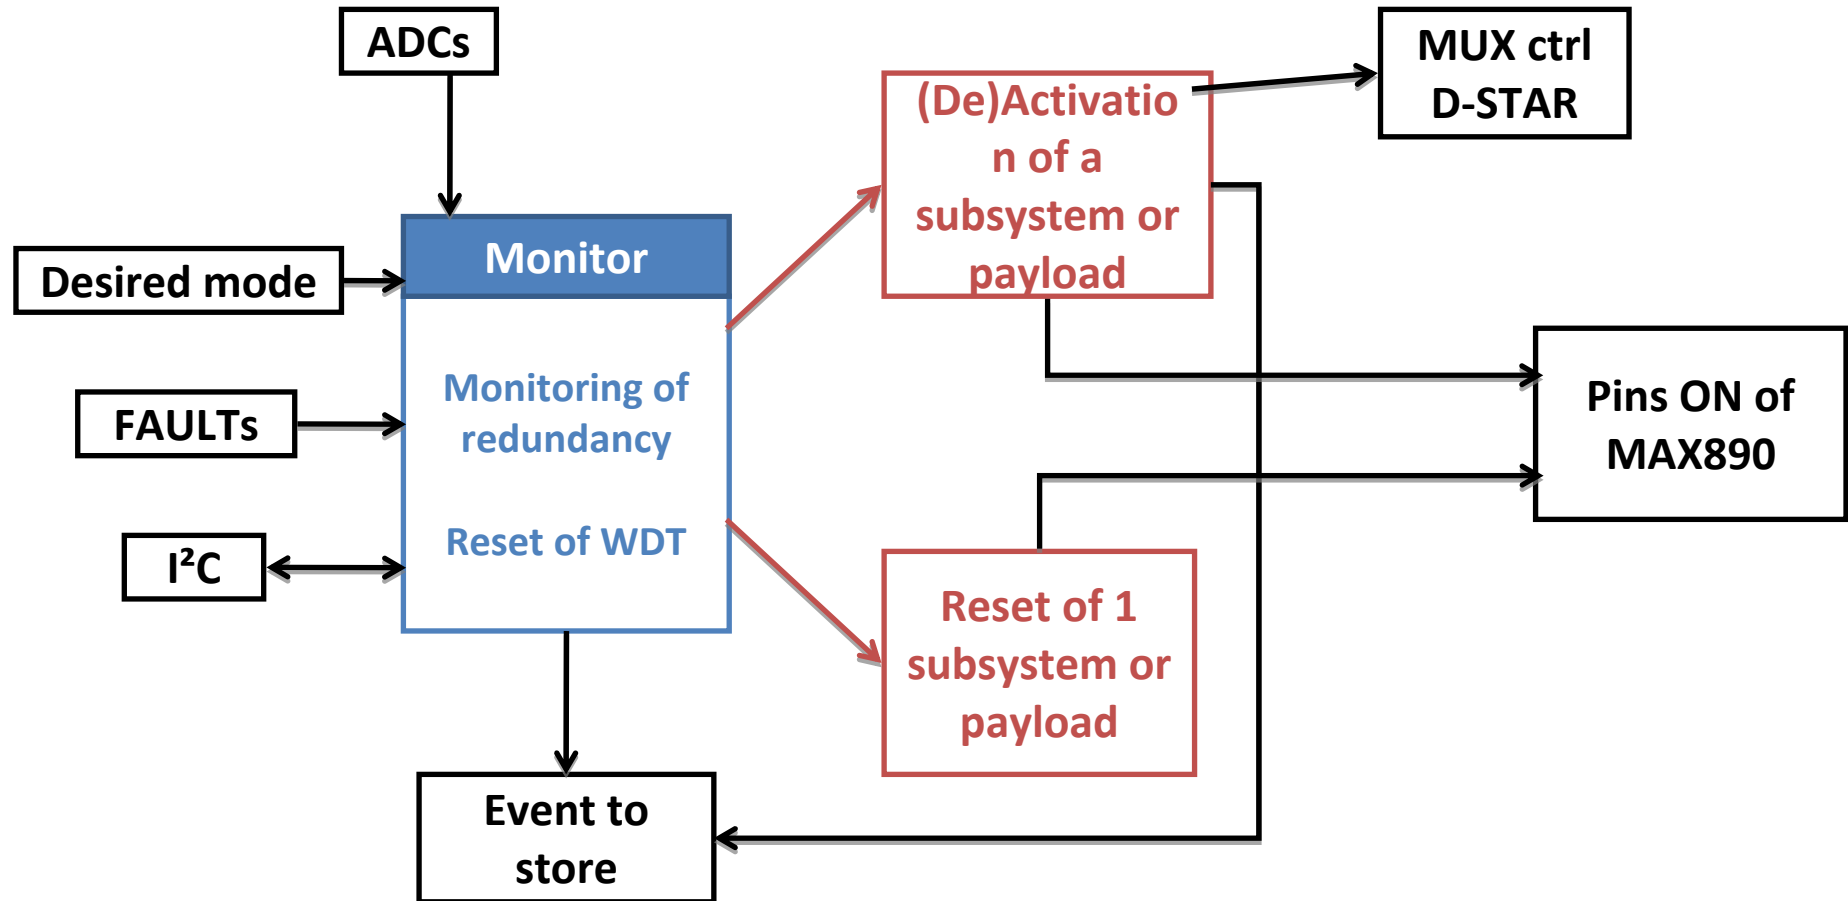 ADCs
MUX ctrl
D-STAR
(De)Activatio
n of a
subsystem or
payload
Monitor
Desired mode
Monitoring of
redundancy
FAULTs
Pins ON of
MAX890
Reset of WDT
I²C
Reset of 1
subsystem or
payload
Event to
store